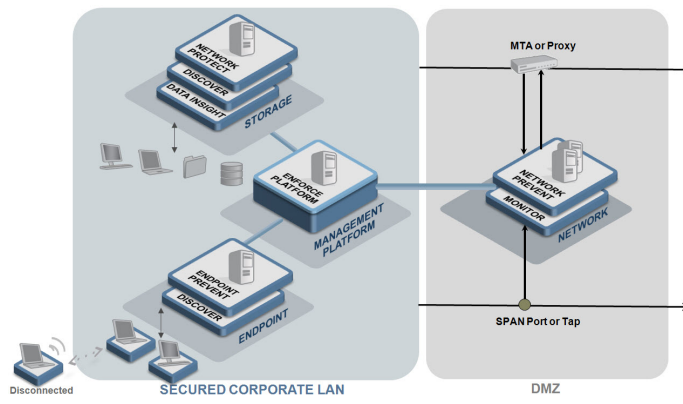 NETWORK
PROTECT
DISCOVER
DATA INSIGHT
STORAGE
ENFORCE
PLATFORM
MANAGEMENT
PLATFORM
ENDPOINT
PREVENT
DISCOVER
ENDPOINT
Disconnected
SECURED CORPORATE LAN
MTA or Proxy
NETWORK
PREVENT
MONITOR
NETWORK
SPAN Port or Tap
DMZ